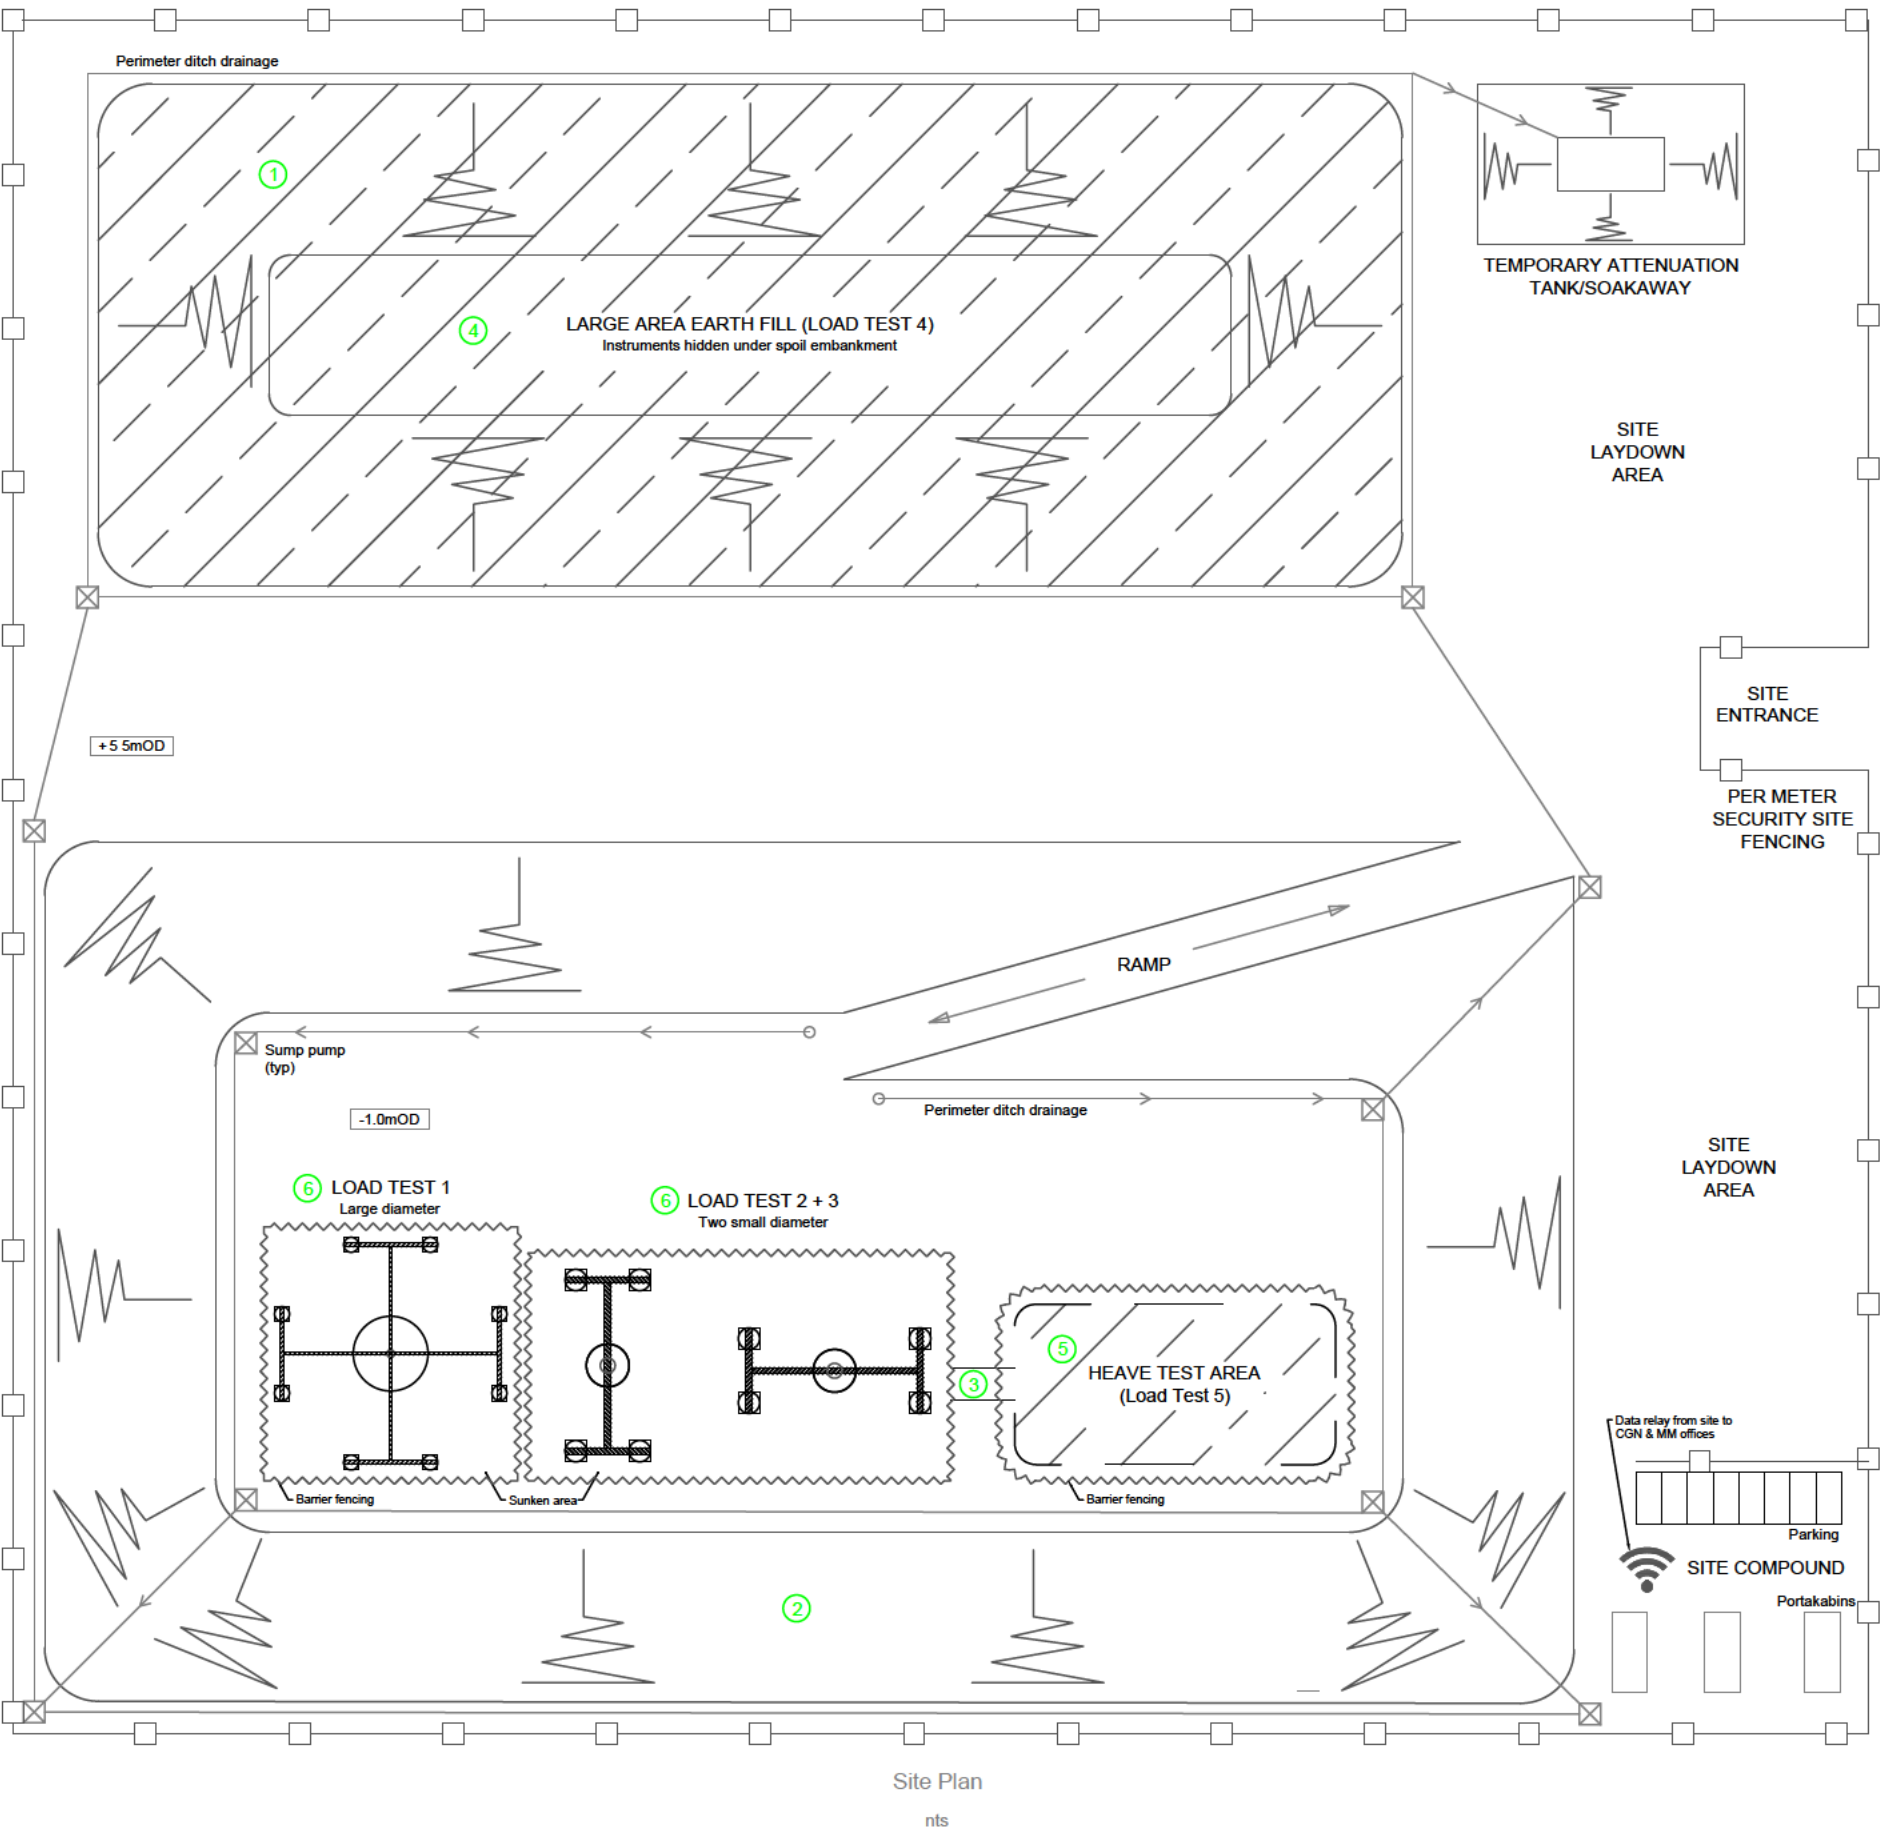 Perimeter ditch drainage
1
TEMPORARY ATTENUATION
TANK/SOAKAWAY
4
LARGE AREA EARTH FILL (LOAD TEST 4)
Instruments hidden under spoil embankment
SITE
LAYDOWN
AREA
SITE
ENTRANCE
+5 5mOD
PER METER
SECURITY SITE
FENCING
RAMP
Sump pump
(typ)
-1.0mOD
Perimeter ditch drainage
SITE
LAYDOWN
AREA
6 LOAD TEST 1
Large diameter
6 LOAD TEST 2 + 3
Two small diameter
5
HEAVE TEST AREA
(Load Test 5)
3
Data relay from site to
CGN & MM offices
Barrier fencing
Sunken area
Barrier fencing
Parking
SITE COMPOUND
Portakabins
2
Site Plan
nts